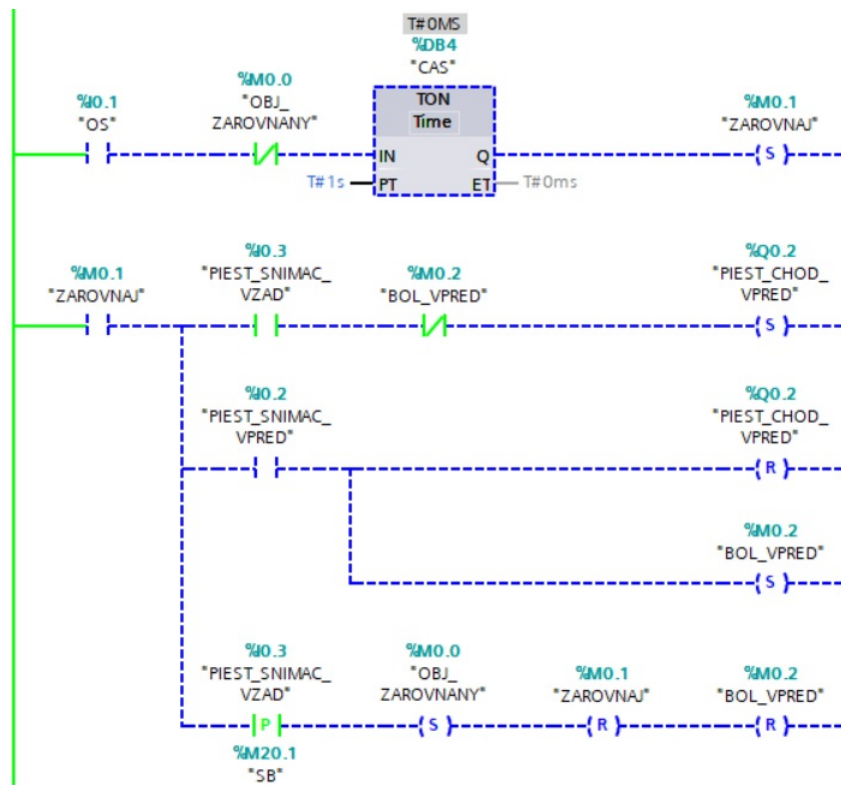 T#0MS
%DB4
"CAS"
%I0.1
"OS"
%M0.0
"OBJ_
ZAROVNANY"
TON
Time
IN
Q
T#1s
PT
ET
T#0ms
%M0.1
"ZAROVNAJ"
S
%M0.1
"ZAROVNAJ"
%I0.3
"PIEST_SNIMAC_
VZAD"
%M0.2
"BOL_VPRED"
%Q0.2
"PIEST_CHOD_
VPRED"
S
%I0.2
"PIEST_SNIMAC_
VPRED"
%Q0.2
"PIEST_CHOD_
VPRED"
R
%M0.2
"BOL_VPRED"
S
%I0.3
"PIEST_SNIMAC_
VZAD"
P
%M20.1
"SB"
%M0.0
"OBJ_
ZAROVNANY"
S
%M0.1
"ZAROVNAJ"
R
%M0.2
"BOL_VPRED"
R